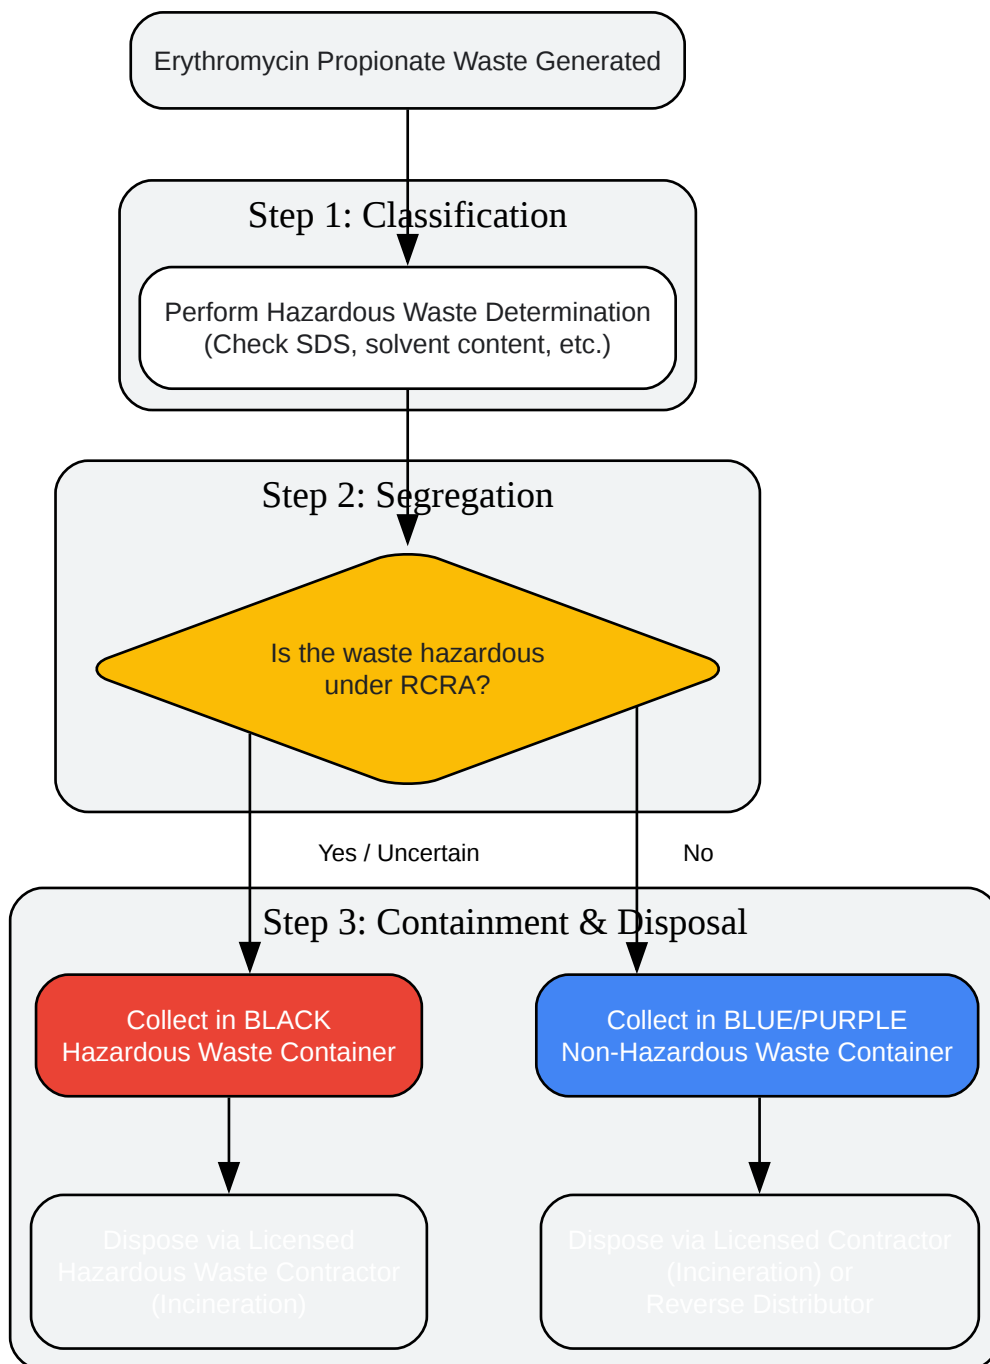 Erythromycin Propionate Waste Generated
Step 1: Classification
Perform Hazardous Waste Determination
(Check SDS, solvent content, etc.)
Step 2: Segregation
Is the waste hazardous
under RCRA?
Yes / Uncertain
No
Step 3: Containment & Disposal
Collect in BLACK
Hazardous Waste Container
Collect in BLUE/PURPLE
Non-Hazardous Waste Container
Dispose via Licensed
Hazardous Waste Contractor
(Incineration)
Dispose via Licensed Contractor
(Incineration) or
Reverse Distributor